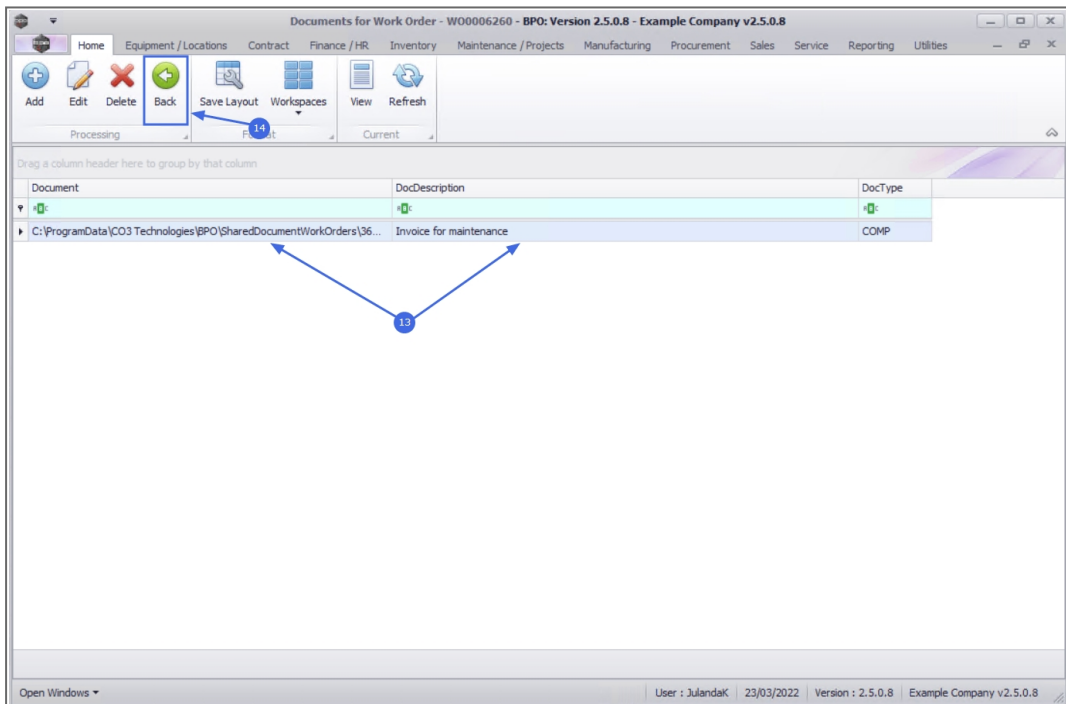 Documents for Work Order - WO0006260 - BPO: Version 2.5.0.8 - Example Company v2.5.0.8
Home Equipment / Locations Contract Finance / HR Inventory Maintenance / Projects Manufacturing Procurement Sales Service Reporting Utilities
Add Edit Delete Back Save Layout Workspaces View Refresh
14
Processing Current
Drag a column header here to group by that column
Document DocDescription DocType
C:\ProgramData\CO3 Technologies\BPO\SharedDocumentWorkOrders\36... Invoice for maintenance COMP
13
Open Windows User : JulandaK 23/03/2022 Version : 2.5.0.8 Example Company v2.5.0.8